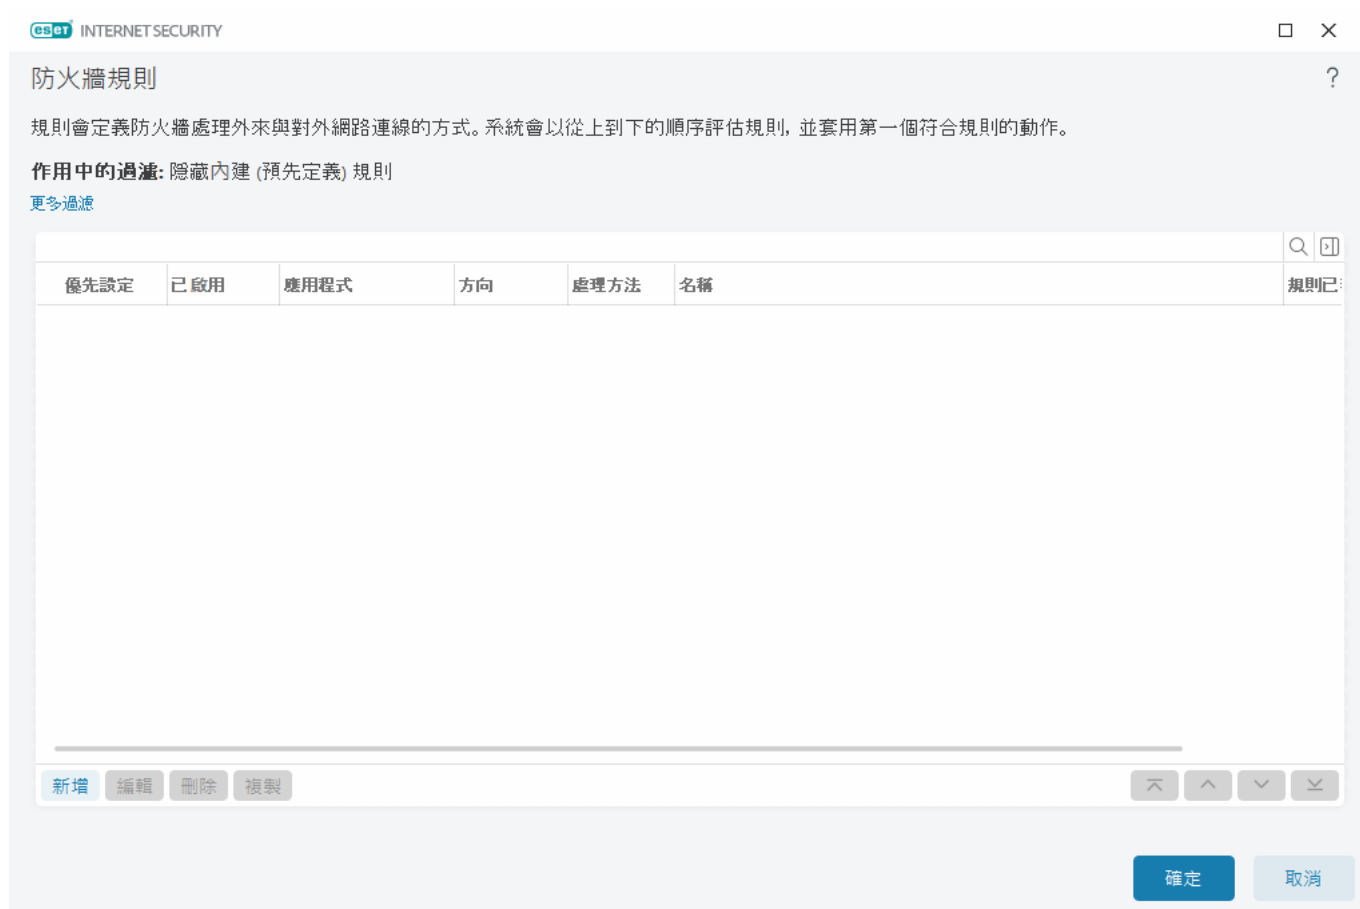 eset INTERNET SECURITY
防火牆規則
?
規則會定義防火牆處理外來與對外網路連線的方式。系統會以從上到下的順序評估規則, 並套用第一個符合規則的動作。
作用中的過濾: 隱藏內建 (預先定義) 規則
更多過濾
優先設定 已啟用 應用程式 方向 處理方法 名稱 規則已
新增 編輯 刪除 複製
確定 取消